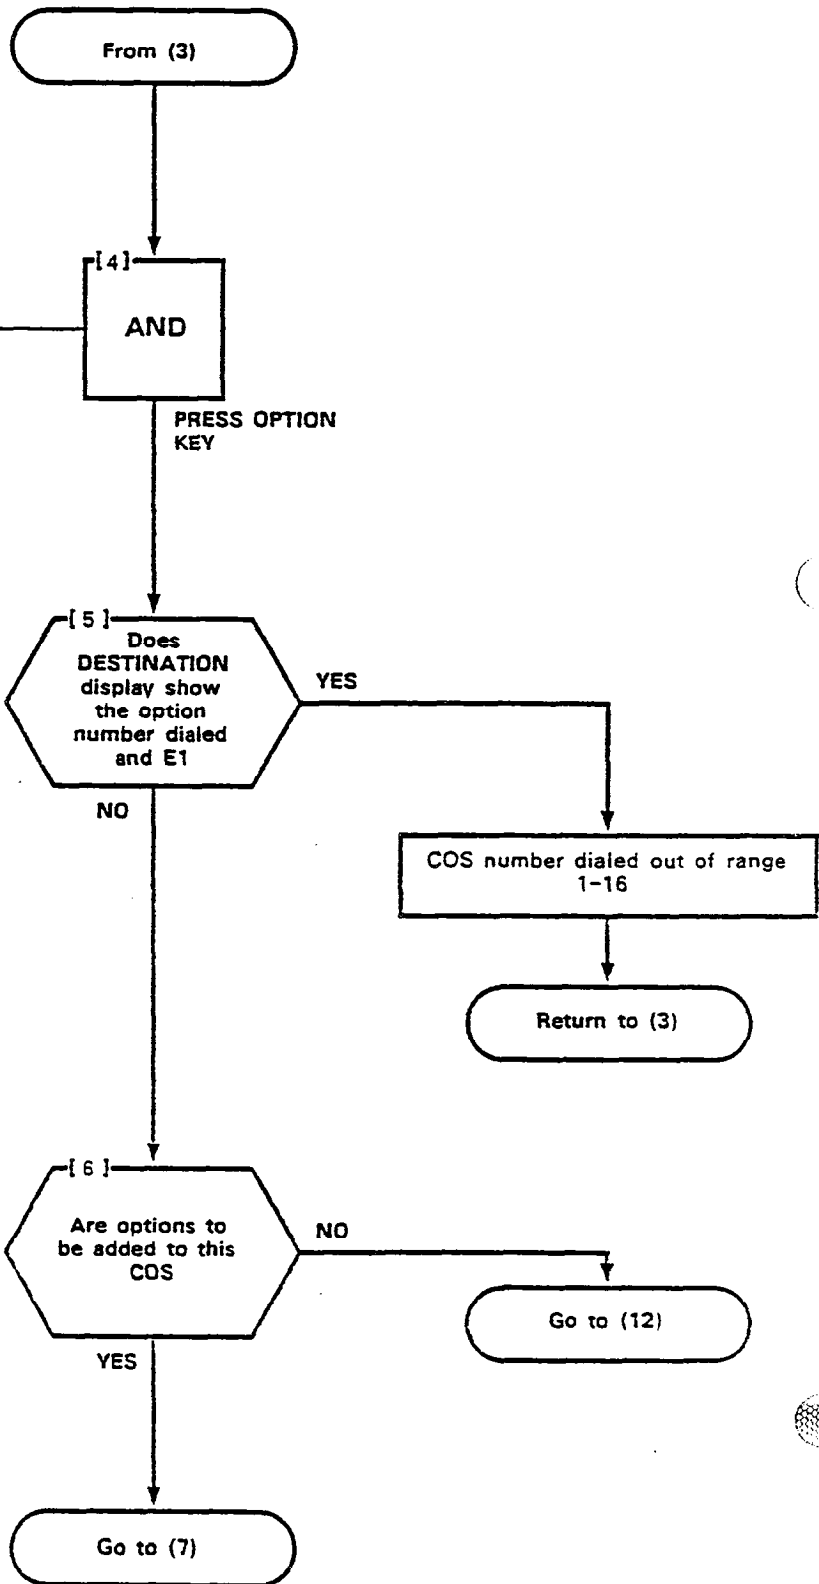 From (3)
[4]
AND
PRESS OPTION
KEY
[5]
Does
DESTINATION
display show
the option
number dialed
and E1
YES
NO
COS number dialed out of range
1-16
Return to (3)
[6]
Are options to
be added to this
COS
NO
Go to (12)
YES
Go to (7)